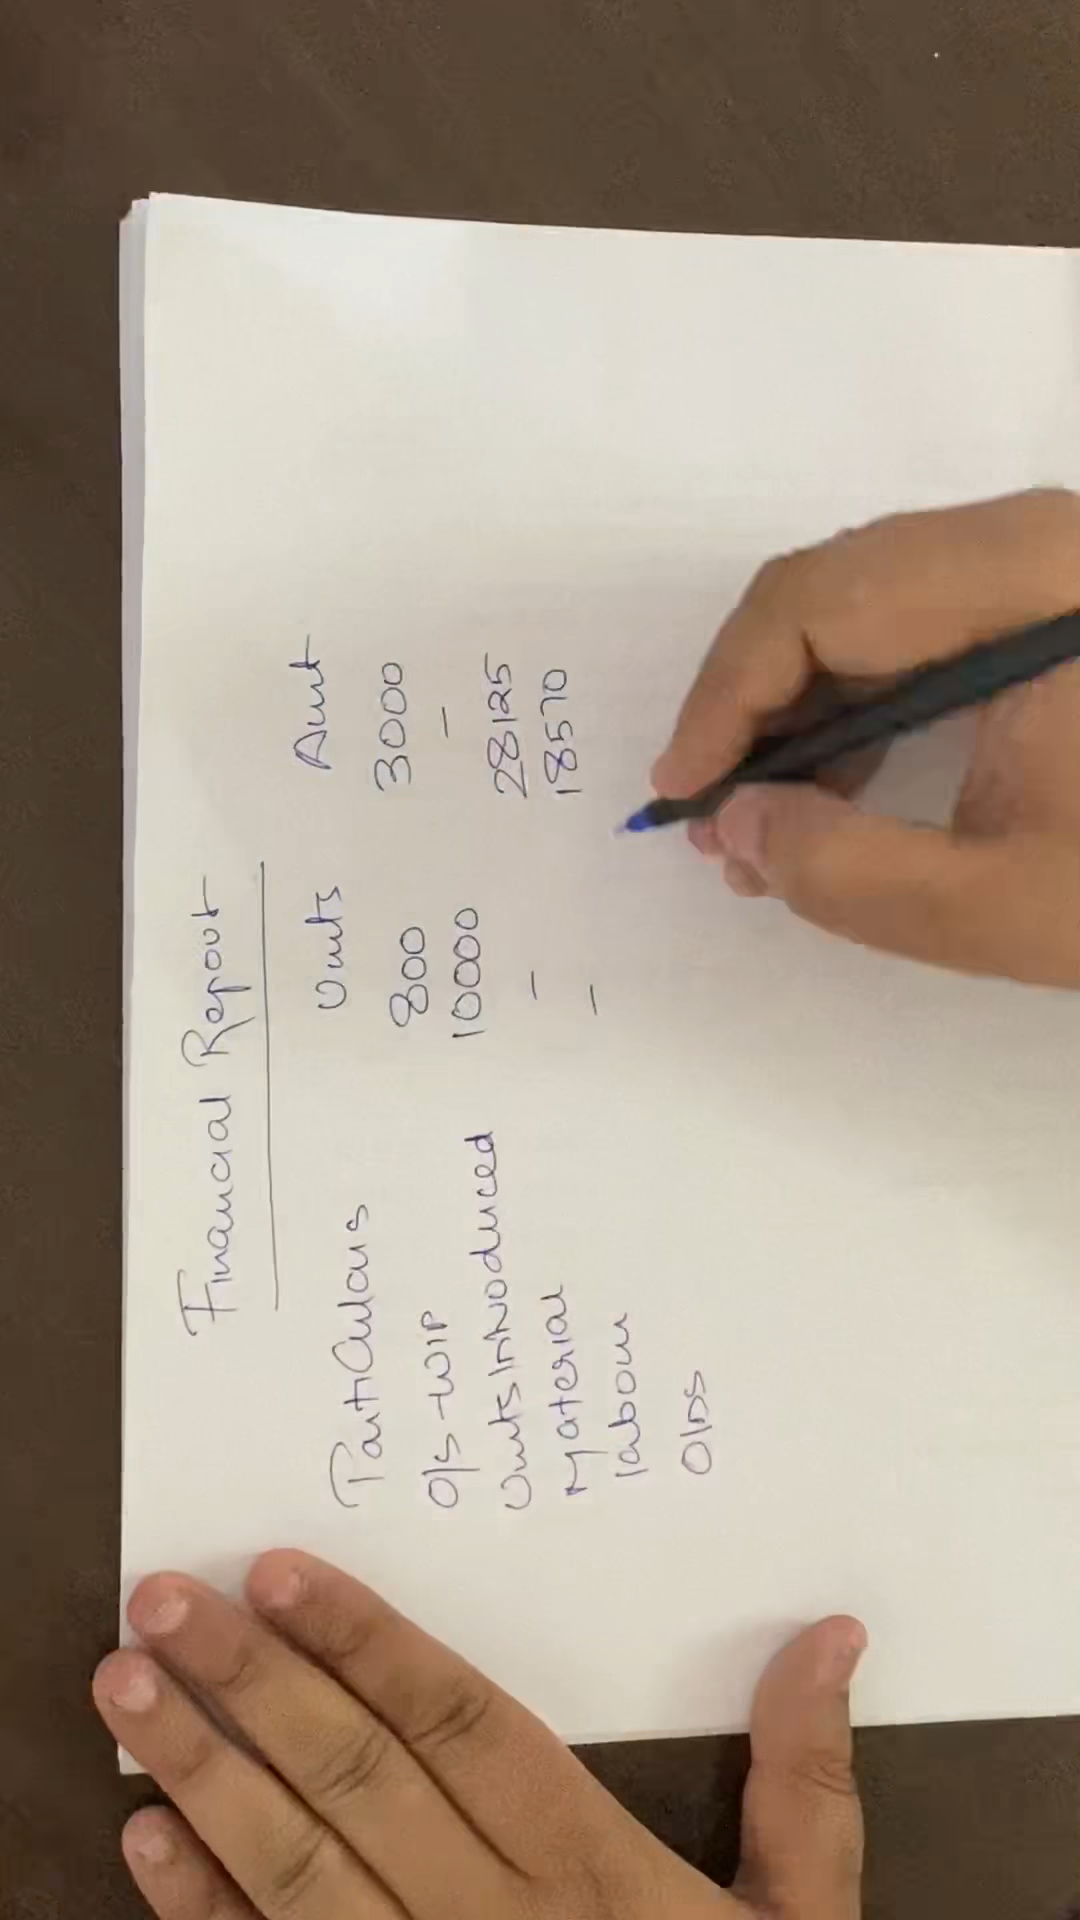 Financial Report
Particulars Units Amt
O/s-WIP 800 3000
Units Introduced 10000 -
Material - 28125
labour - 18570
O/Ds